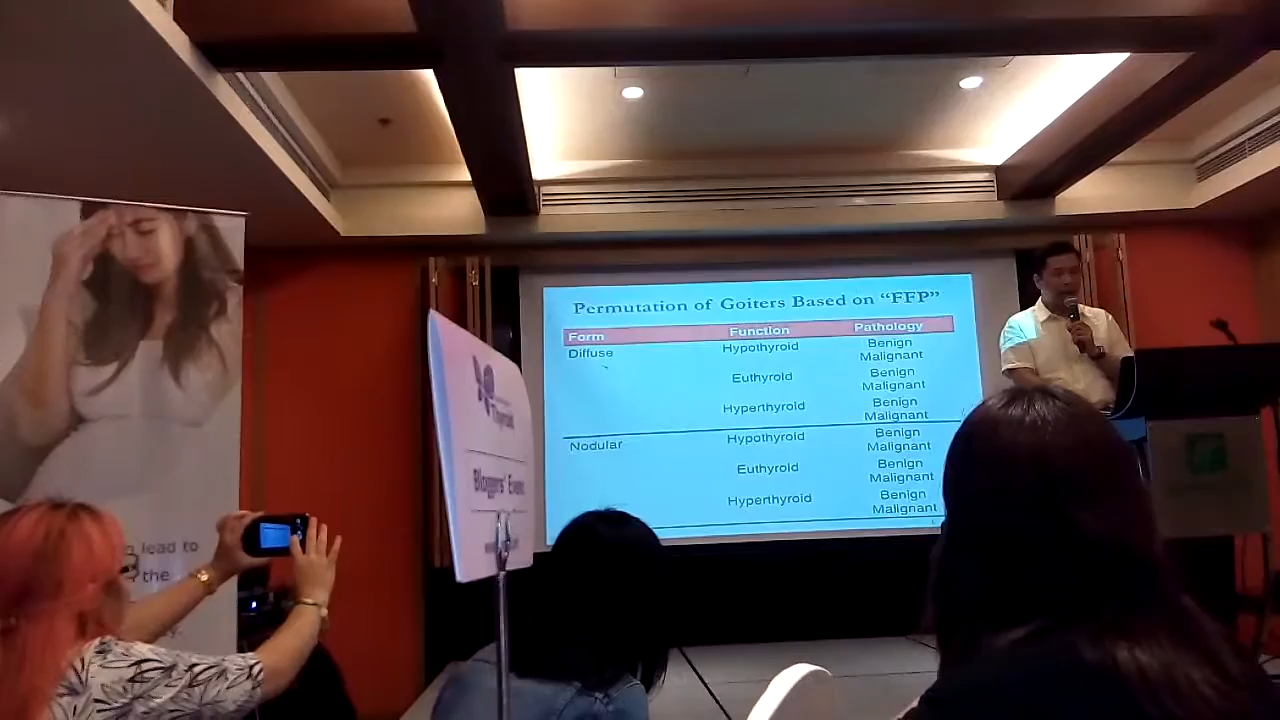 Permutation of Goiters Based on "FFP"
Form Function Pathology
Diffuse Hypothyroid Benign
Malignant
Euthyroid Benign
Malignant
Hyperthyroid Benign
Malignant
Nodular Hypothyroid Benign
Malignant
Euthyroid Benign
Malignant
Hyperthyroid Benign
Malignant
Thyroid
Bloggers' Event
lead to
the